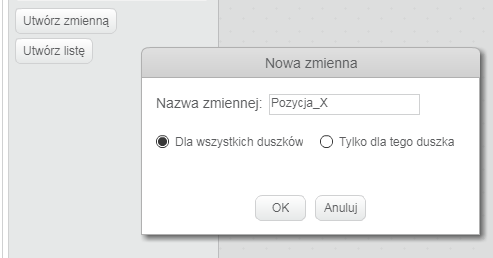 Utwórz zmienną
Utwórz listę
Nowa zmienna
Nazwa zmiennej: Pozycja_X
Dla wszystkich duszków Tylko dla tego duszka
OK Anuluj